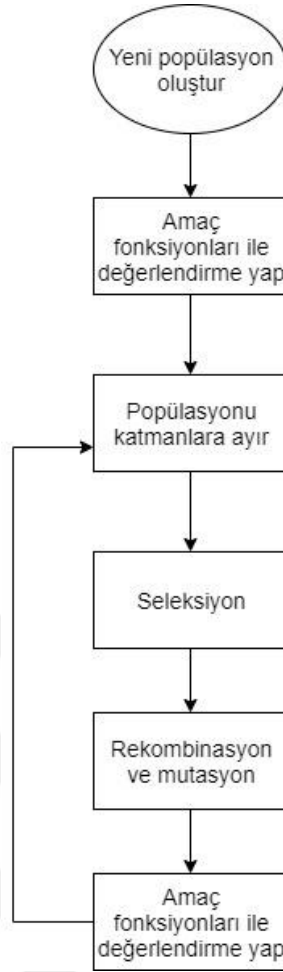 Yeni popülasyon
oluştur
Amaç
fonksiyonları ile
değerlendirme yap
Popülasyonu
katmanlara ayır
Seleksiyon
Rekombinasyon
ve mutasyon
Amaç
fonksiyonları ile
değerlendirme yap